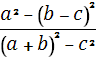 a² − (b − c)²
(a + b)² − c²